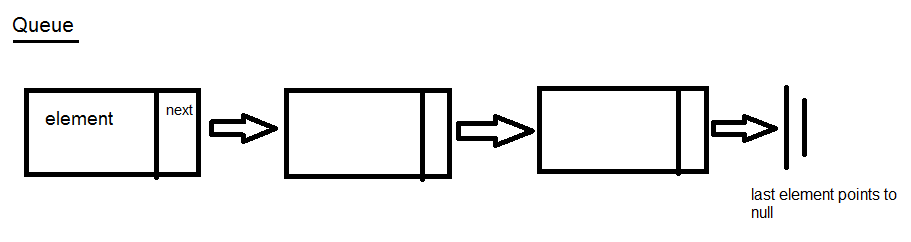 Queue
element
next
last element points to
null